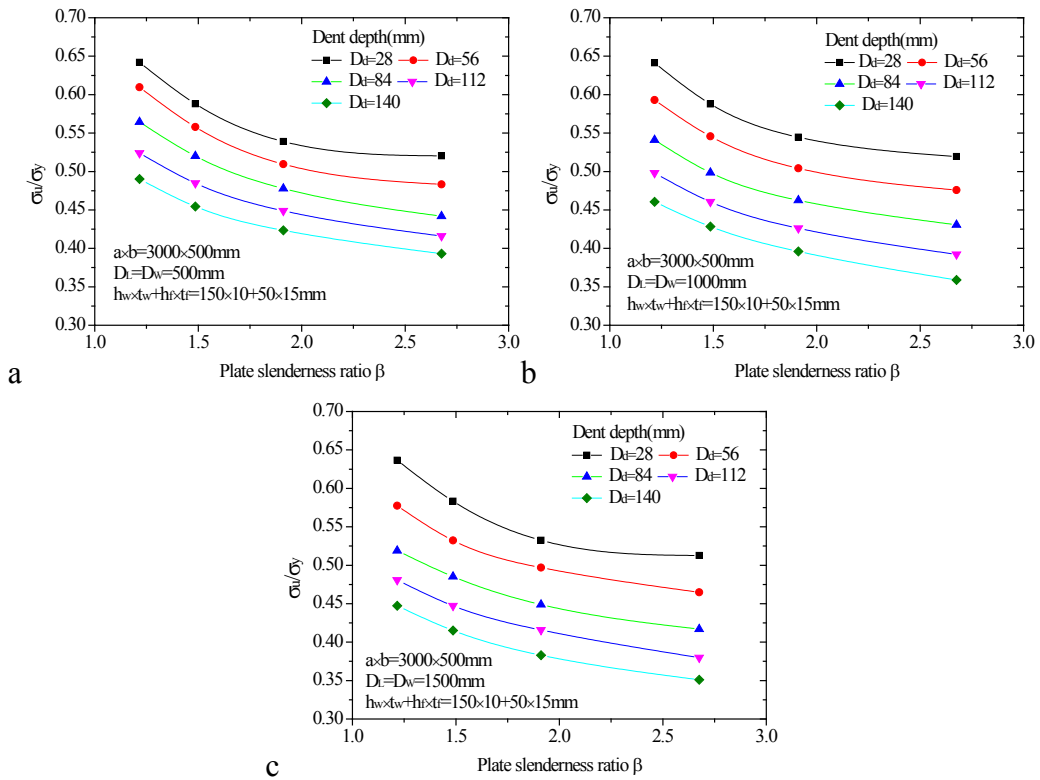 0.70
0.65
0.60
0.55
0.50
0.45
0.40
0.35
0.30
σu/σy
Dent depth(mm)
Dd=28 Dd=56
Dd=84 Dd=112
Dd=140
a×b=3000×500mm
DL=DW=500mm
hw×tw+hf×tf=150×10+50×15mm
1.0 1.5 2.0 2.5 3.0
Plate slenderness ratio β
a
0.70
0.65
0.60
0.55
0.50
0.45
0.40
0.35
0.30
σu/σy
Dent depth(mm)
Dd=28 Dd=56
Dd=84 Dd=112
Dd=140
a×b=3000×500mm
DL=DW=1000mm
hw×tw+hf×tf=150×10+50×15mm
1.0 1.5 2.0 2.5 3.0
Plate slenderness ratio β
b
0.70
0.65
0.60
0.55
0.50
0.45
0.40
0.35
0.30
σu/σy
Dent depth(mm)
Dd=28 Dd=56
Dd=84 Dd=112
Dd=140
a×b=3000×500mm
DL=DW=1500mm
hw×tw+hf×tf=150×10+50×15mm
1.0 1.5 2.0 2.5 3.0
Plate slenderness ratio β
c